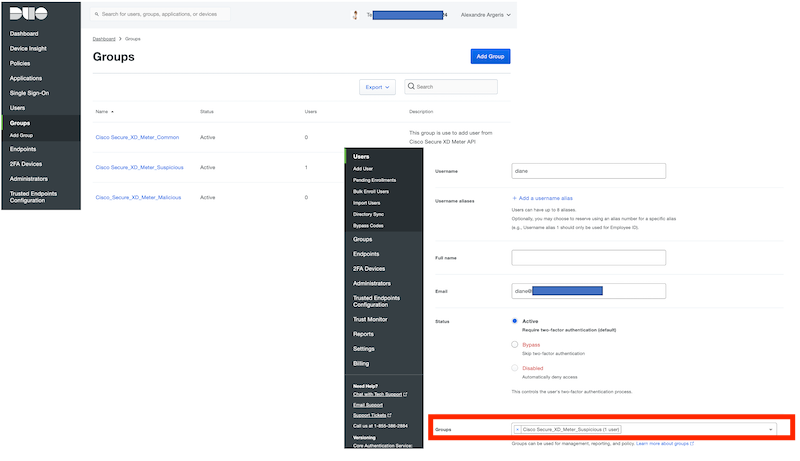 DUO
Search for users, groups, applications, or devices
Alexandre Argeris
Dashboard
Device Insight
Policies
Applications
Single Sign-On
Users
Groups
Add Group
Endpoints
2FA Devices
Administrators
Trusted Endpoints
Configuration
Dashboard > Groups
Groups
Add Group
Export
Search
Name Status Users Description
Cisco Secure_XD_Meter_Common Active 0 This group is use to add user from
Cisco Secure_XD Meter API
Cisco Secure_XD_Meter_Suspicious Active 1
Cisco_Secure_XD_Meter_Malicious Active 0
Users
Add User
Pending Enrollments
Bulk Enroll Users
Import Users
Directory Sync
Bypass Codes
Groups
Endpoints
2FA Devices
Administrators
Trusted Endpoints
Configuration
Trust Monitor
Reports
Settings
Billing
Need Help?
Chat with Tech Support
Email Support
Support Tickets
Call us at 1-855-386-2884
Versioning
Core Authentication Service:
Username diane
Username aliases + Add a username alias
Users can have up to 8 aliases.
Optionally, you may choose to reserve using an alias number for a specific alias
(e.g., Username alias 1 should only be used for Employee ID).
Full name
Email diane@
Status Active
Require two-factor authentication (default)
Bypass
Skip two-factor authentication
Disabled
Automatically deny access
This controls the user's two-factor authentication process.
Groups × Cisco Secure_XD_Meter_Suspicious (1 user)
Groups can be used for management, reporting, and policy. Learn more about groups